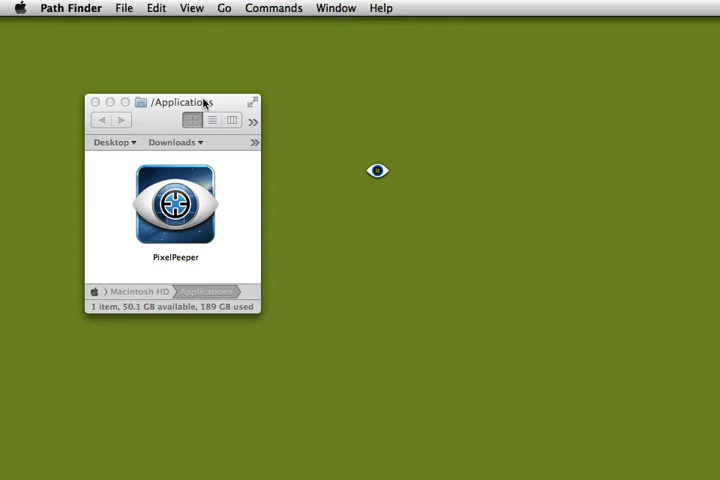 Path Finder File Edit View Go Commands Window Help
/Applications
Desktop Downloads
PixelPeeper
Macintosh HD Applications
1 item, 50.1 GB available, 189 GB used